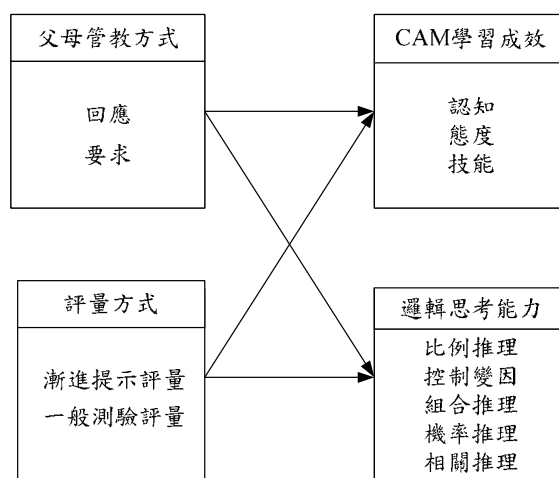 父母管教方式
回應
要求
CAM學習成效
認知
態度
技能
評量方式
漸進提示評量
一般測驗評量
邏輯思考能力
比例推理
控制變因
組合推理
機率推理
相關推理